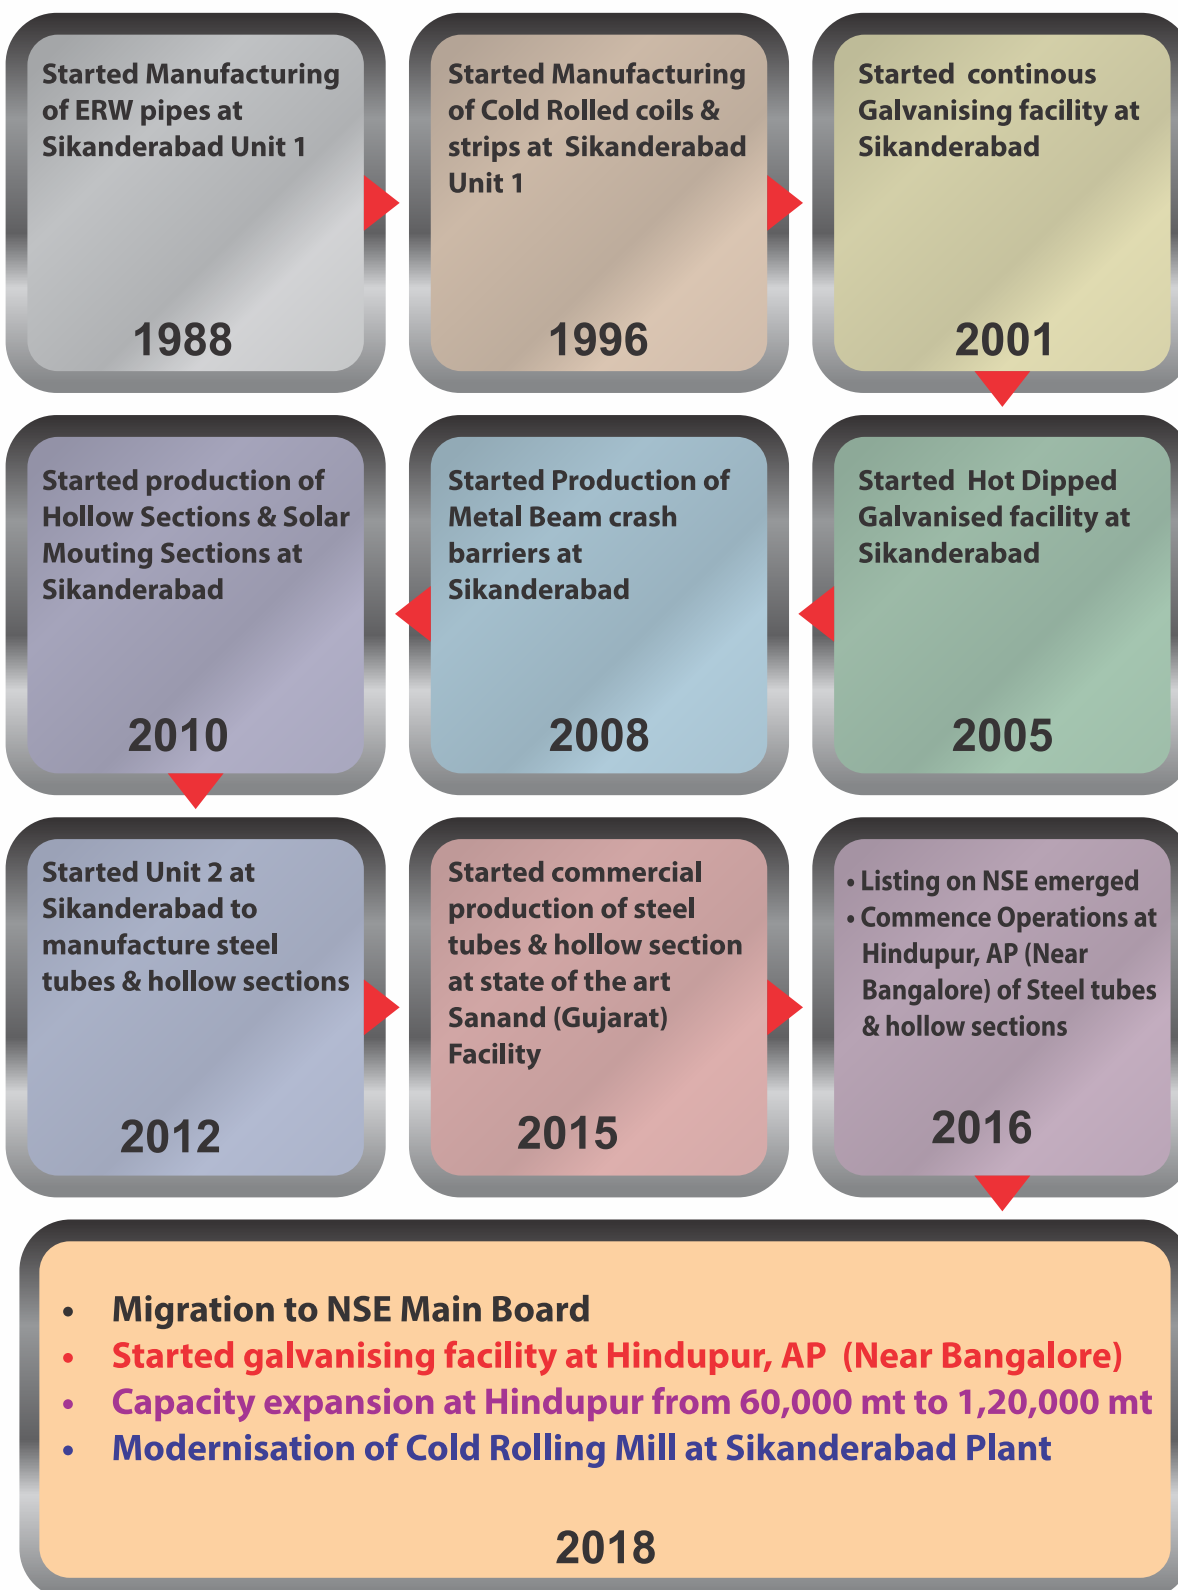 Started Manufacturing
of ERW pipes at
Sikanderabad Unit 1
1988
Started Manufacturing
of Cold Rolled coils &
strips at Sikanderabad
Unit 1
1996
Started continous
Galvanising facility at
Sikanderabad
2001
Started Hot Dipped
Galvanised facility at
Sikanderabad
2005
Started Production of
Metal Beam crash
barriers at
Sikanderabad
2008
Started production of
Hollow Sections & Solar
Mouting Sections at
Sikanderabad
2010
Started Unit 2 at
Sikanderabad to
manufacture steel
tubes & hollow sections
2012
Started commercial
production of steel
tubes & hollow section
at state of the art
Sanand (Gujarat)
Facility
2015
• Listing on NSE emerged
• Commence Operations at
Hindupur, AP (Near
Bangalore) of Steel tubes
& hollow sections
2016
• Migration to NSE Main Board
• Started galvanising facility at Hindupur, AP (Near Bangalore)
• Capacity expansion at Hindupur from 60,000 mt to 1,20,000 mt
• Modernisation of Cold Rolling Mill at Sikanderabad Plant
2018